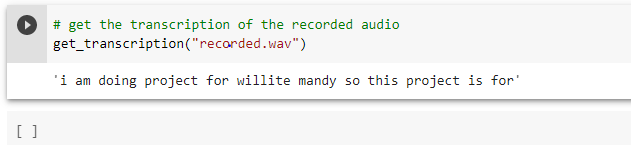 # get the transcription of the recorded audio
get_transcription("recorded.wav")
'i am doing project for willite mandy so this project is for'
[ ]